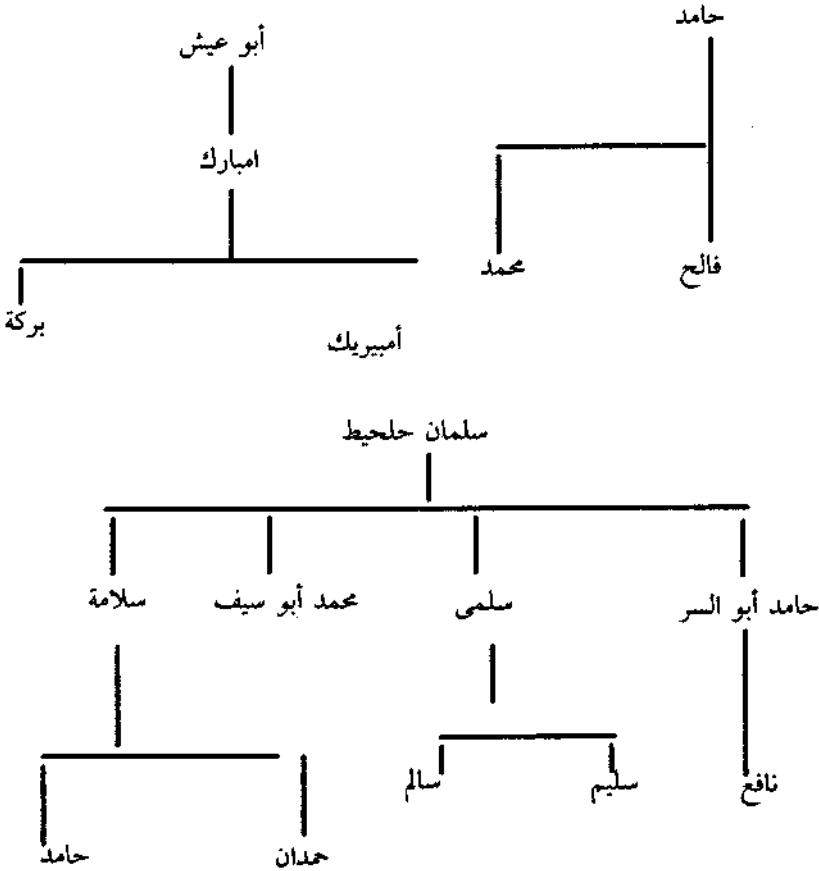 حامد
أبو عيش
امبارك
محمد
فالح
بركة
أمبيريك
سلمان حلحيط
حامد أبو السر
سلمى
محمد أبو سيف
سلامة
نافع
سليم
سالم
حمدان
حامد